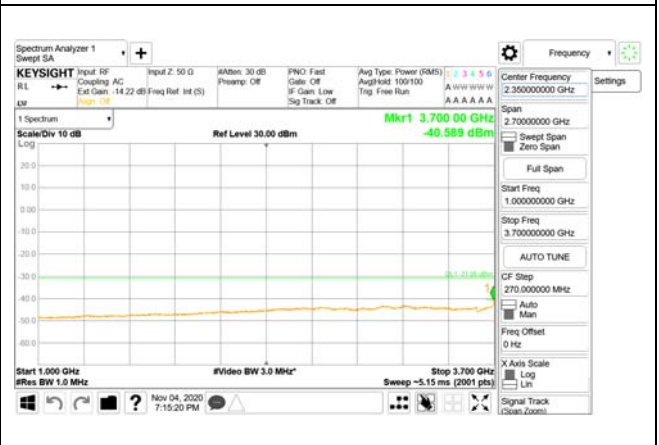 Spectrum Analyzer 1
Swept SA
+
Frequency
KEYSIGHT
RL
Input: RF
Coupling: AC
Ext Gain: -14.22 dB
Align: Off
Input Z: 50 Ω
Freq Ref: Int (S)
#Atten: 30 dB
Preamp: Off
PNO: Fast
Gate: Off
IF Gain: Low
Sig Track: Off
Avg Type: Power (RMS)
Avg|Hold: 100/100
Trig: Free Run
1 2 3 4 5 6
A W W W W W
A A A A A A
1 Spectrum
Scale/Div 10 dB
Ref Level 30.00 dBm
Mkr1 3.700 00 GHz
-40.589 dBm
Log
20.0
10.0
0.00
-10.0
-20.0
-30.0
-40.0
-50.0
-60.0
1
Start 1.000 GHz
#Res BW 1.0 MHz
#Video BW 3.0 MHz*
Stop 3.700 GHz
Sweep ~5.15 ms (2001 pts)
Nov 04, 2020
7:15:20 PM
Center Frequency
2.350000000 GHz
Settings
Span
2.70000000 GHz
Swept Span
Zero Span
Full Span
Start Freq
1.000000000 GHz
Stop Freq
3.700000000 GHz
AUTO TUNE
CF Step
270.000000 MHz
Auto
Man
Freq Offset
0 Hz
X Axis Scale
Log
Lin
Signal Track
(Span Zoom)